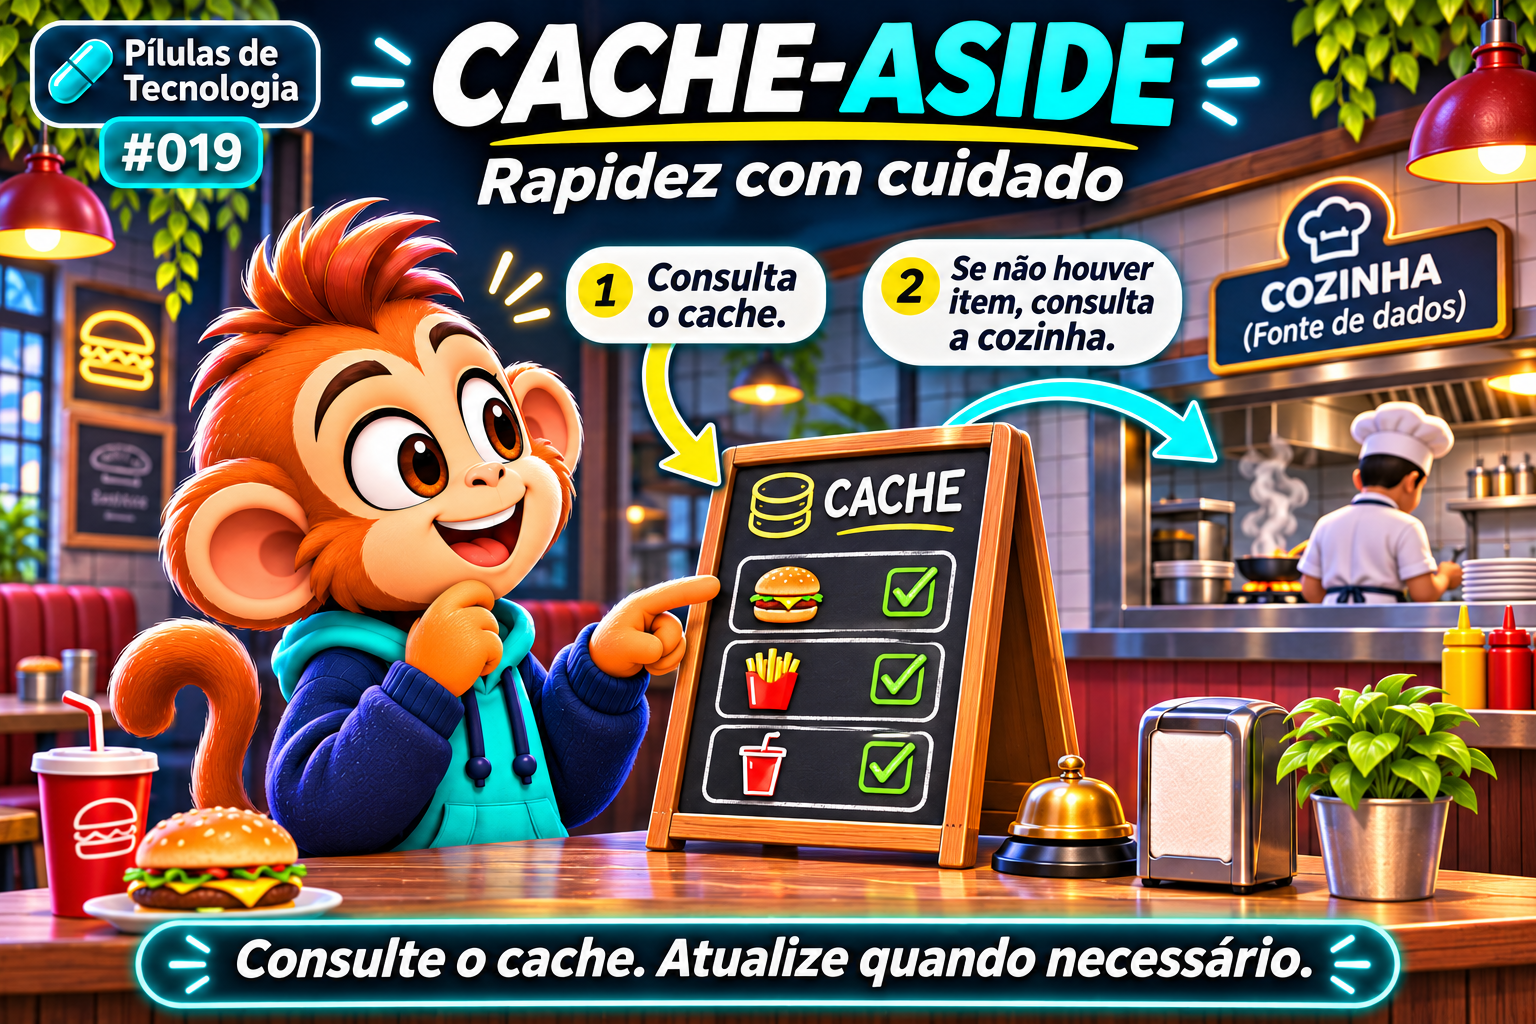 Pílulas de
Tecnologia
#019
CACHE-ASIDE
Rapidez com cuidado
1 Consulta
o cache.
2 Se não houver
item, consulta
a cozinha.
COZINHA
(Fonte de dados)
CACHE
Consulte o cache. Atualize quando necessário.